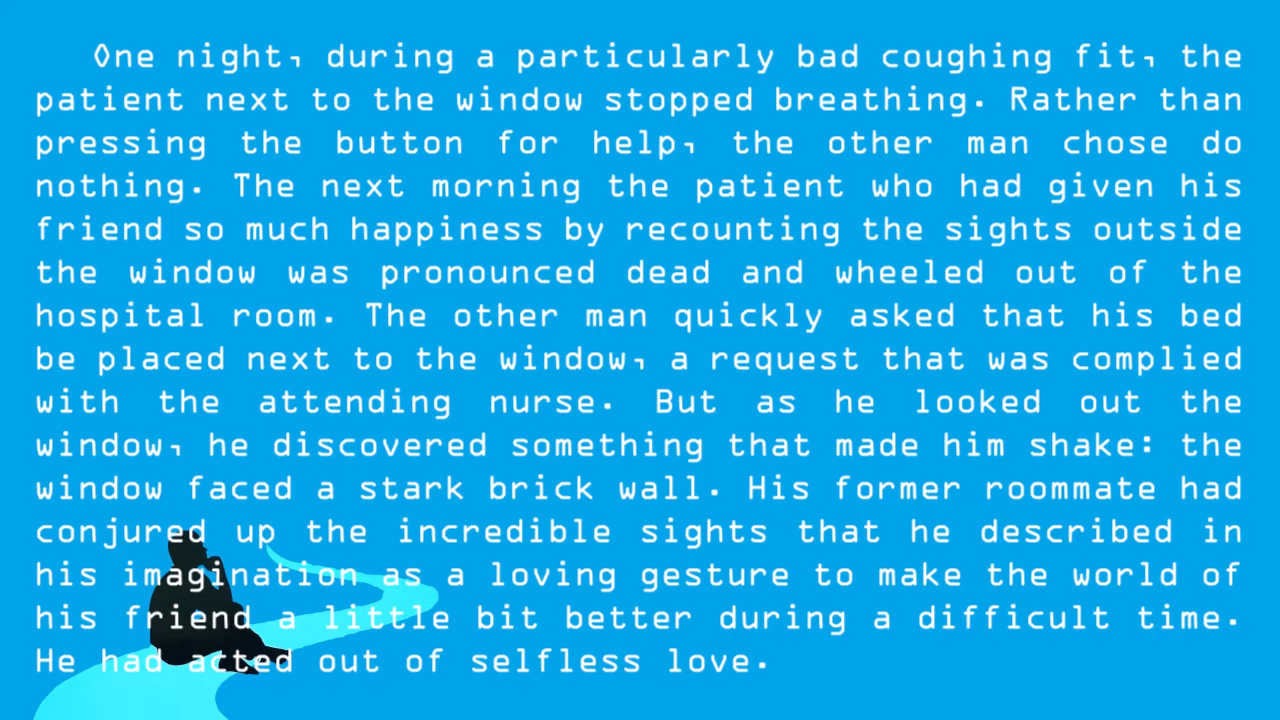 One night, during a particularly bad coughing fit, the
patient next to the window stopped breathing. Rather than
pressing the button for help, the other man chose do
nothing. The next morning the patient who had given his
friend so much happiness by recounting the sights outside
the window was pronounced dead and wheeled out of the
hospital room. The other man quickly asked that his bed
be placed next to the window, a request that was complied
with the attending nurse. But as he looked out the
window, he discovered something that made him shake: the
window faced a stark brick wall. His former roommate had
conjured up the incredible sights that he described in
his imagination as a loving gesture to make the world of
his friend a little bit better during a difficult time.
He had acted out of selfless love.